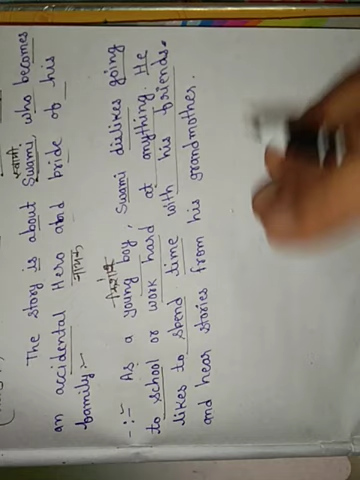 The story is about Swami, who becomes
स्वामी
an accidental Hero and bride of his
नायक
family :-
-:- As a young boy, Swami dislikes going
to school or work hard at anything. He
likes to spend time with his friends.
and hear stories from his grandmother.